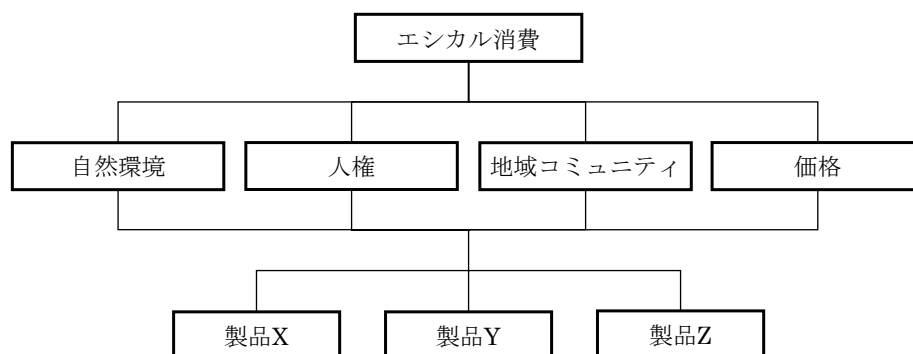 エシカル消費
自然環境
人権
地域コミュニティ
価格
製品X
製品Y
製品Z